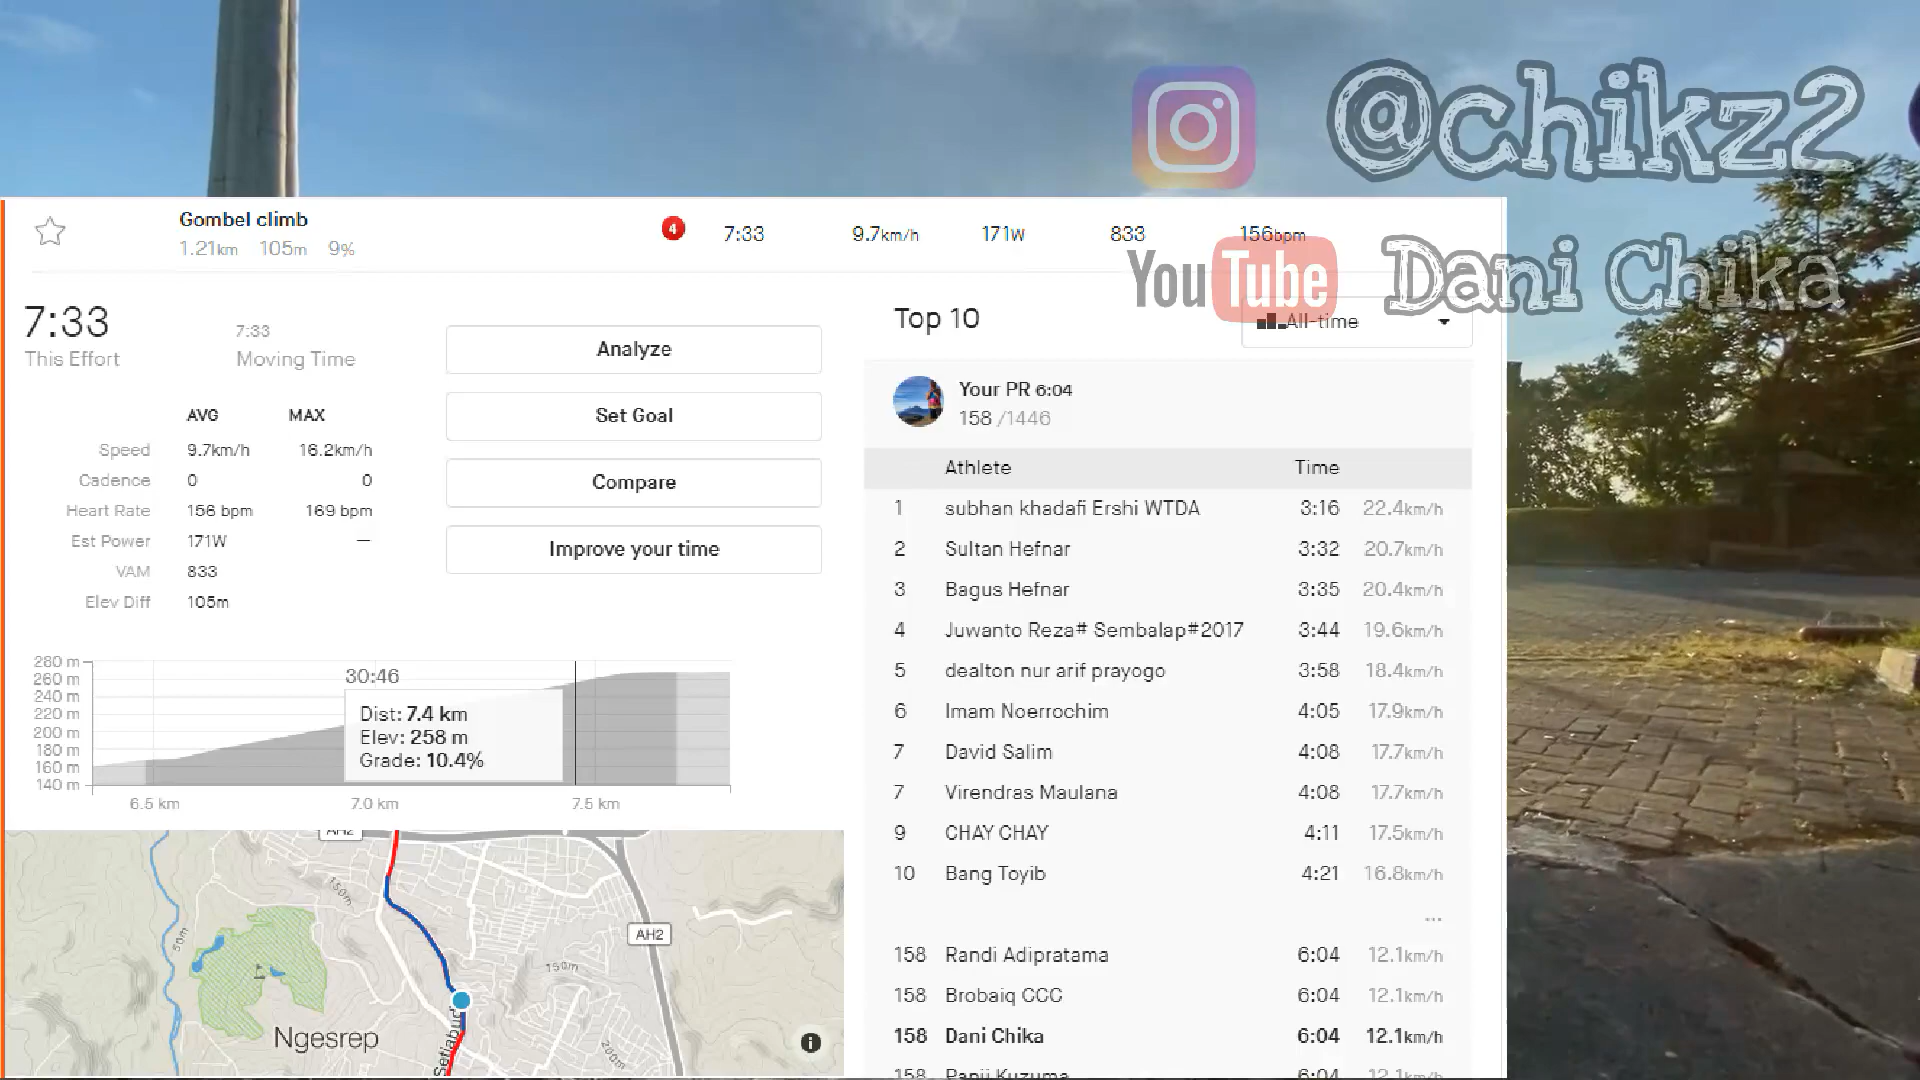 @chikz2
Gombel climb
1.21km 105m 9%
4 7:33 9.7km/h 171W 833 156bpm
YouTube Dani Chika
7:33
This Effort
7:33
Moving Time
AVG MAX
Speed 9.7km/h 16.2km/h
Cadence 0 0
Heart Rate 156 bpm 169 bpm
Est Power 171W —
VAM 833
Elev Diff 105m
Analyze
Set Goal
Compare
Improve your time
280 m
260 m
240 m
220 m
200 m
180 m
160 m
140 m
30:46
Dist: 7.4 km
Elev: 258 m
Grade: 10.4%
6.5 km 7.0 km 7.5 km
AH2
150m
50m
AH2
150m
Ngesrep
200m
Top 10 All-time
Your PR 6:04
158 /1446
Athlete Time
1 subhan khadafi Ershi WTDA 3:16 22.4km/h
2 Sultan Hefnar 3:32 20.7km/h
3 Bagus Hefnar 3:35 20.4km/h
4 Juwanto Reza# Sembalap#2017 3:44 19.6km/h
5 dealton nur arif prayogo 3:58 18.4km/h
6 Imam Noerrochim 4:05 17.9km/h
7 David Salim 4:08 17.7km/h
7 Virendras Maulana 4:08 17.7km/h
9 CHAY CHAY 4:11 17.5km/h
10 Bang Toyib 4:21 16.8km/h
...
158 Randi Adipratama 6:04 12.1km/h
158 Brobaiq CCC 6:04 12.1km/h
158 Dani Chika 6:04 12.1km/h
158 Panji Kuzuma 6:04 12.1km/h